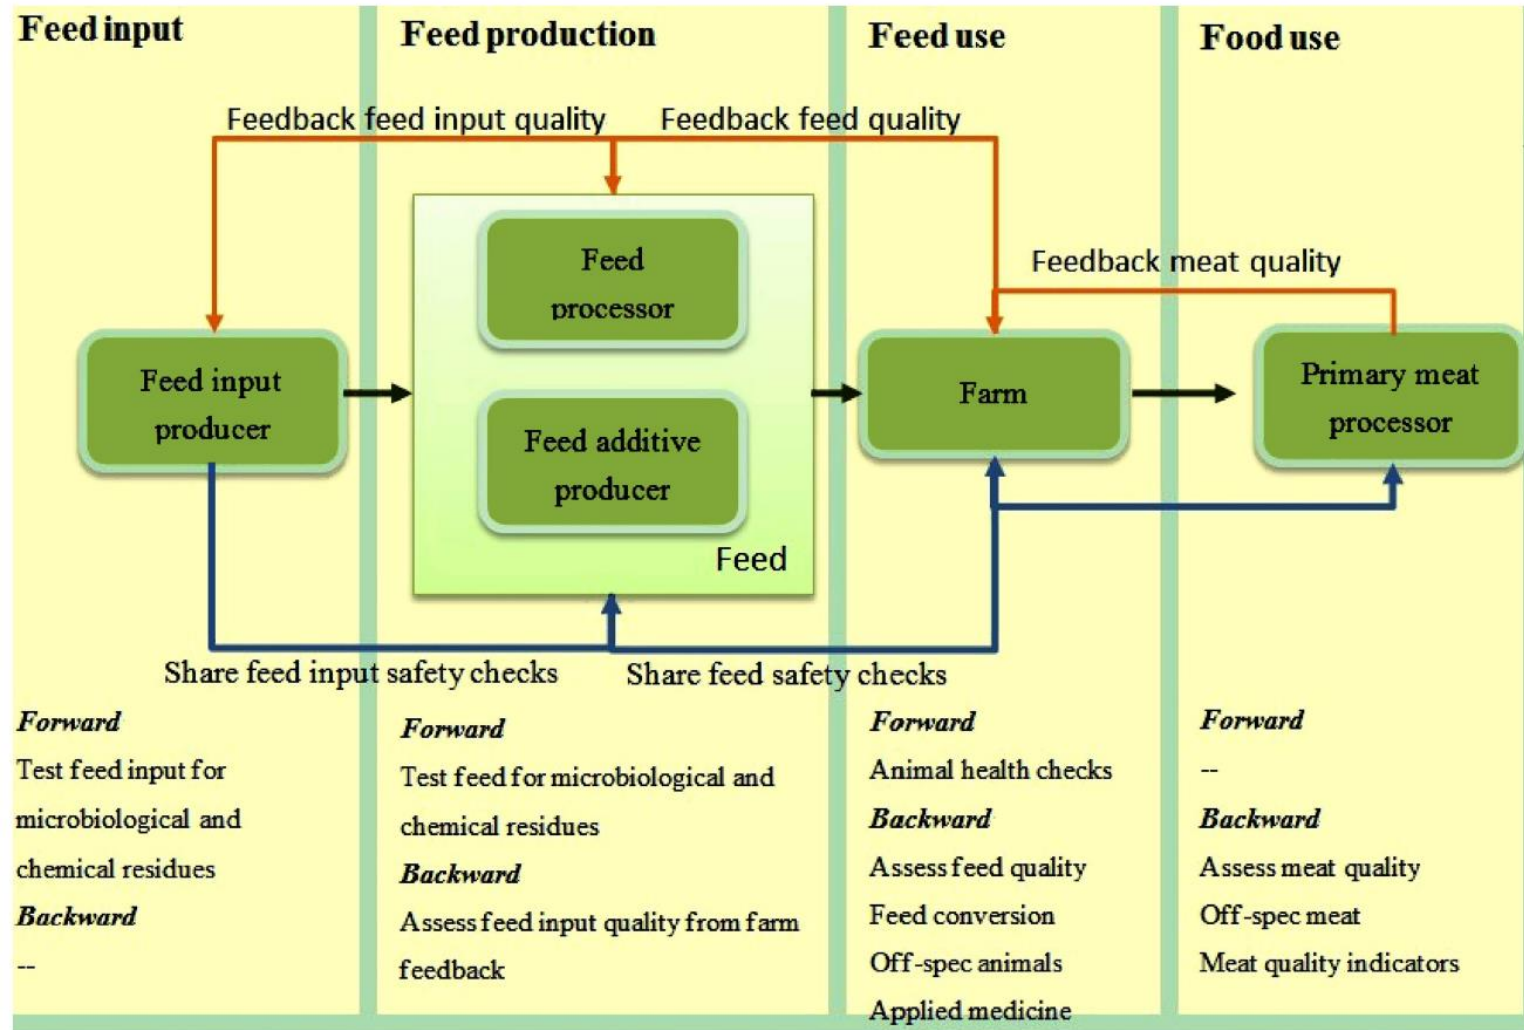 Feed input
Feed production
Feed use
Food use
Feedback feed input quality
Feedback feed quality
Feedback meat quality
Feed input
producer
Feed
processor
Feed additive
producer
Feed
Farm
Primary meat
processor
Share feed input safety checks
Share feed safety checks
Forward
Test feed input for
microbiological and
chemical residues
Backward
--
Forward
Test feed for microbiological and
chemical residues
Backward
Assess feed input quality from farm
feedback
Forward
Animal health checks
Backward
Assess feed quality
Feed conversion
Off-spec animals
Applied medicine
Forward
--
Backward
Assess meat quality
Off-spec meat
Meat quality indicators